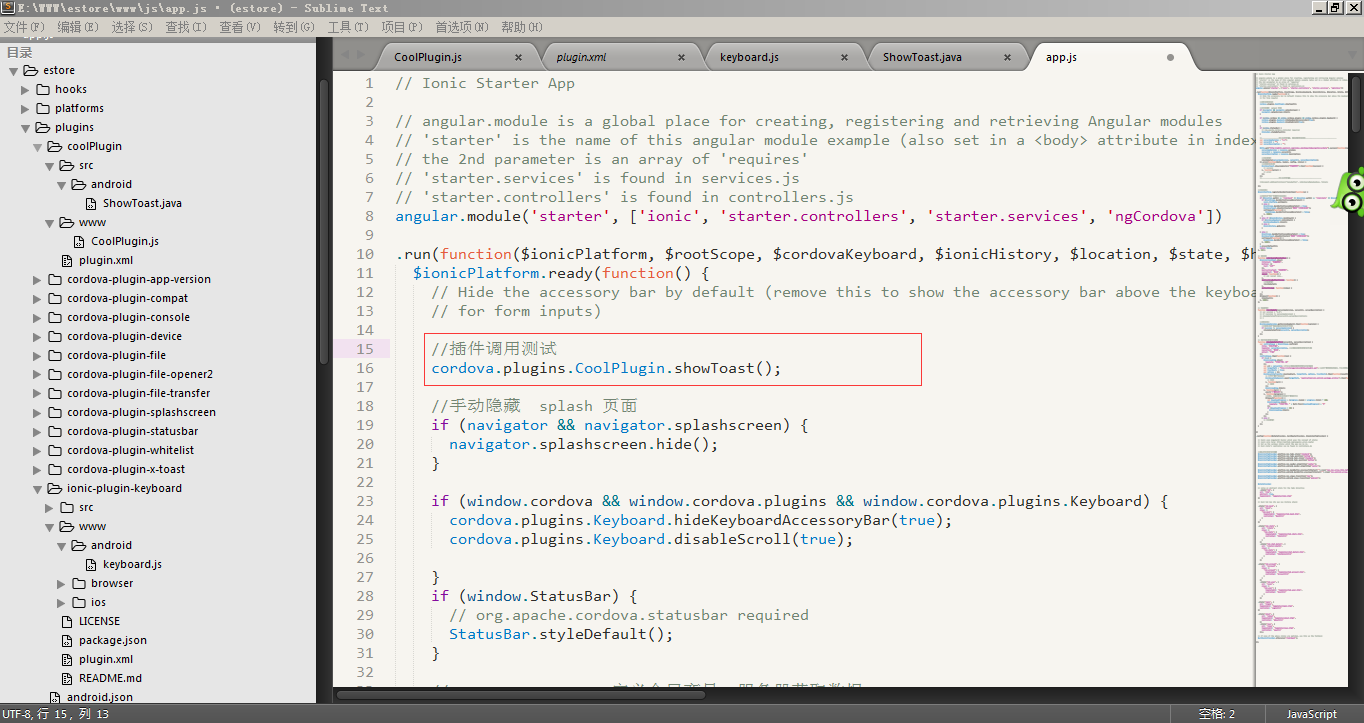 E:\WWW\estore\www\js\app.js • (estore) - Sublime Text
文件(F) 编辑(E) 选择(S) 查找(I) 查看(V) 转到(G) 工具(T) 项目(P) 首选项(N) 帮助(H)
目录
estore
hooks
platforms
plugins
coolPlugin
src
android
ShowToast.java
www
CoolPlugin.js
plugin.xml
cordova-plugin-app-version
cordova-plugin-compat
cordova-plugin-console
cordova-plugin-device
cordova-plugin-file
cordova-plugin-file-opener2
cordova-plugin-file-transfer
cordova-plugin-splashscreen
cordova-plugin-statusbar
cordova-plugin-whitelist
cordova-plugin-x-toast
ionic-plugin-keyboard
src
www
android
keyboard.js
browser
ios
LICENSE
package.json
plugin.xml
README.md
android.json
CoolPlugin.js × plugin.xml × keyboard.js × ShowToast.java × app.js
1 // Ionic Starter App
2
3 // angular.module is a global place for creating, registering and retrieving Angular modules
4 // 'starter' is the name of this angular module example (also set in a <body> attribute in index
5 // the 2nd parameter is an array of 'requires'
6 // 'starter.services' is found in services.js
7 // 'starter.controllers' is found in controllers.js
8 angular.module('starter', ['ionic', 'starter.controllers', 'starter.services', 'ngCordova'])
9
10 .run(function($ionicPlatform, $rootScope, $cordovaKeyboard, $ionicHistory, $location, $state, $h
11 $ionicPlatform.ready(function() {
12 // Hide the accessory bar by default (remove this to show the accessory bar above the keyboa
13 // for form inputs)
14
15 //插件调用测试
16 cordova.plugins.CoolPlugin.showToast();
17
18 //手动隐藏 splash 页面
19 if (navigator && navigator.splashscreen) {
20 navigator.splashscreen.hide();
21 }
22
23 if (window.cordova && window.cordova.plugins && window.cordova.plugins.Keyboard) {
24 cordova.plugins.Keyboard.hideKeyboardAccessoryBar(true);
25 cordova.plugins.Keyboard.disableScroll(true);
26
27 }
28 if (window.StatusBar) {
29 // org.apache.cordova.statusbar required
30 StatusBar.styleDefault();
31 }
32
UTF-8, 行 15, 列 13 空格: 2 JavaScript